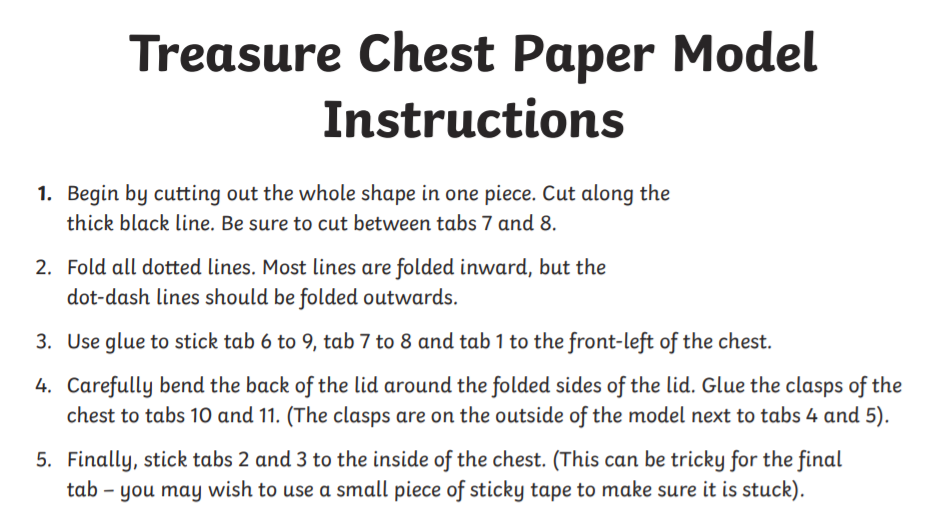 Treasure Chest Paper Model
Instructions
1. Begin by cutting out the whole shape in one piece. Cut along the
thick black line. Be sure to cut between tabs 7 and 8.
2. Fold all dotted lines. Most lines are folded inward, but the
dot-dash lines should be folded outwards.
3. Use glue to stick tab 6 to 9, tab 7 to 8 and tab 1 to the front-left of the chest.
4. Carefully bend the back of the lid around the folded sides of the lid. Glue the clasps of the
chest to tabs 10 and 11. (The clasps are on the outside of the model next to tabs 4 and 5).
5. Finally, stick tabs 2 and 3 to the inside of the chest. (This can be tricky for the final
tab – you may wish to use a small piece of sticky tape to make sure it is stuck).